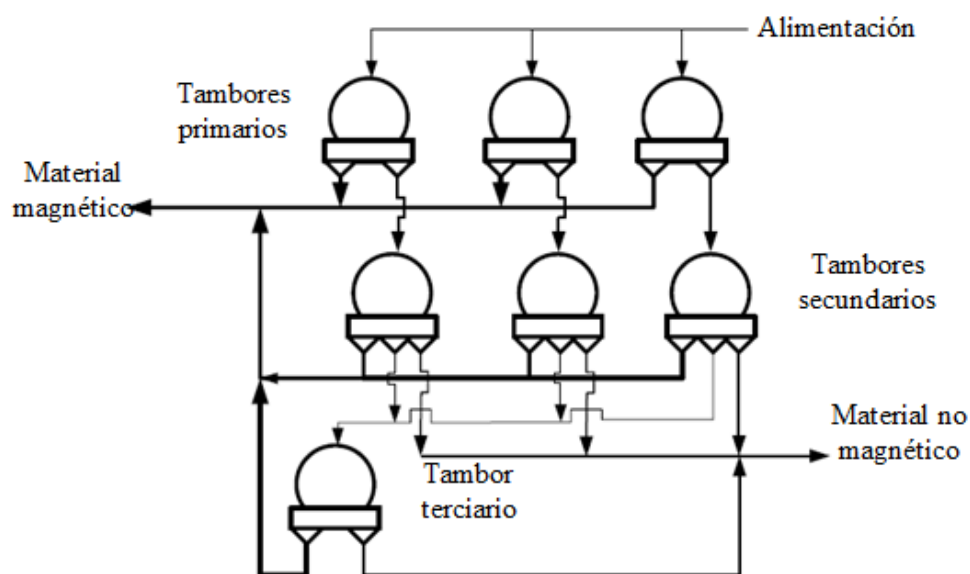 Alimentación
Tambores
primarios
Material
magnético
Tambores
secundarios
Material no
magnético
Tambor
terciario